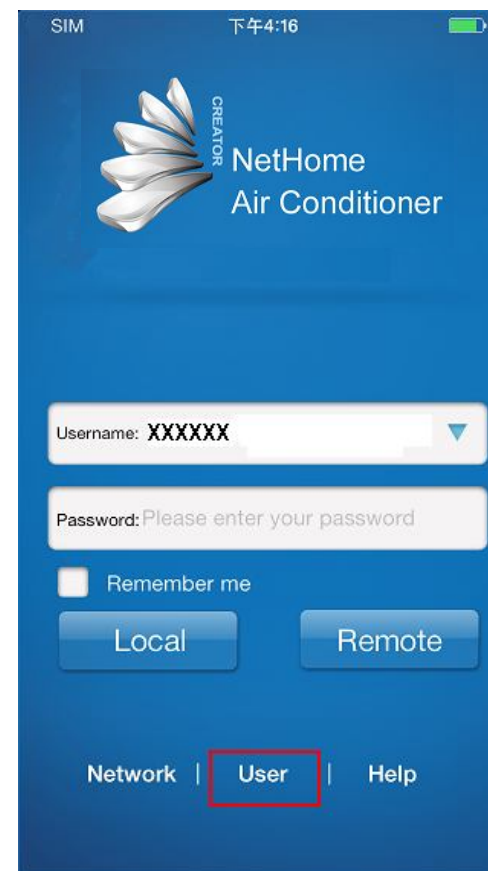 SIM 下午4:16
CREATOR
NetHome
Air Conditioner
Username: XXXXXX
Password: Please enter your password
Remember me
Local Remote
Network | User | Help